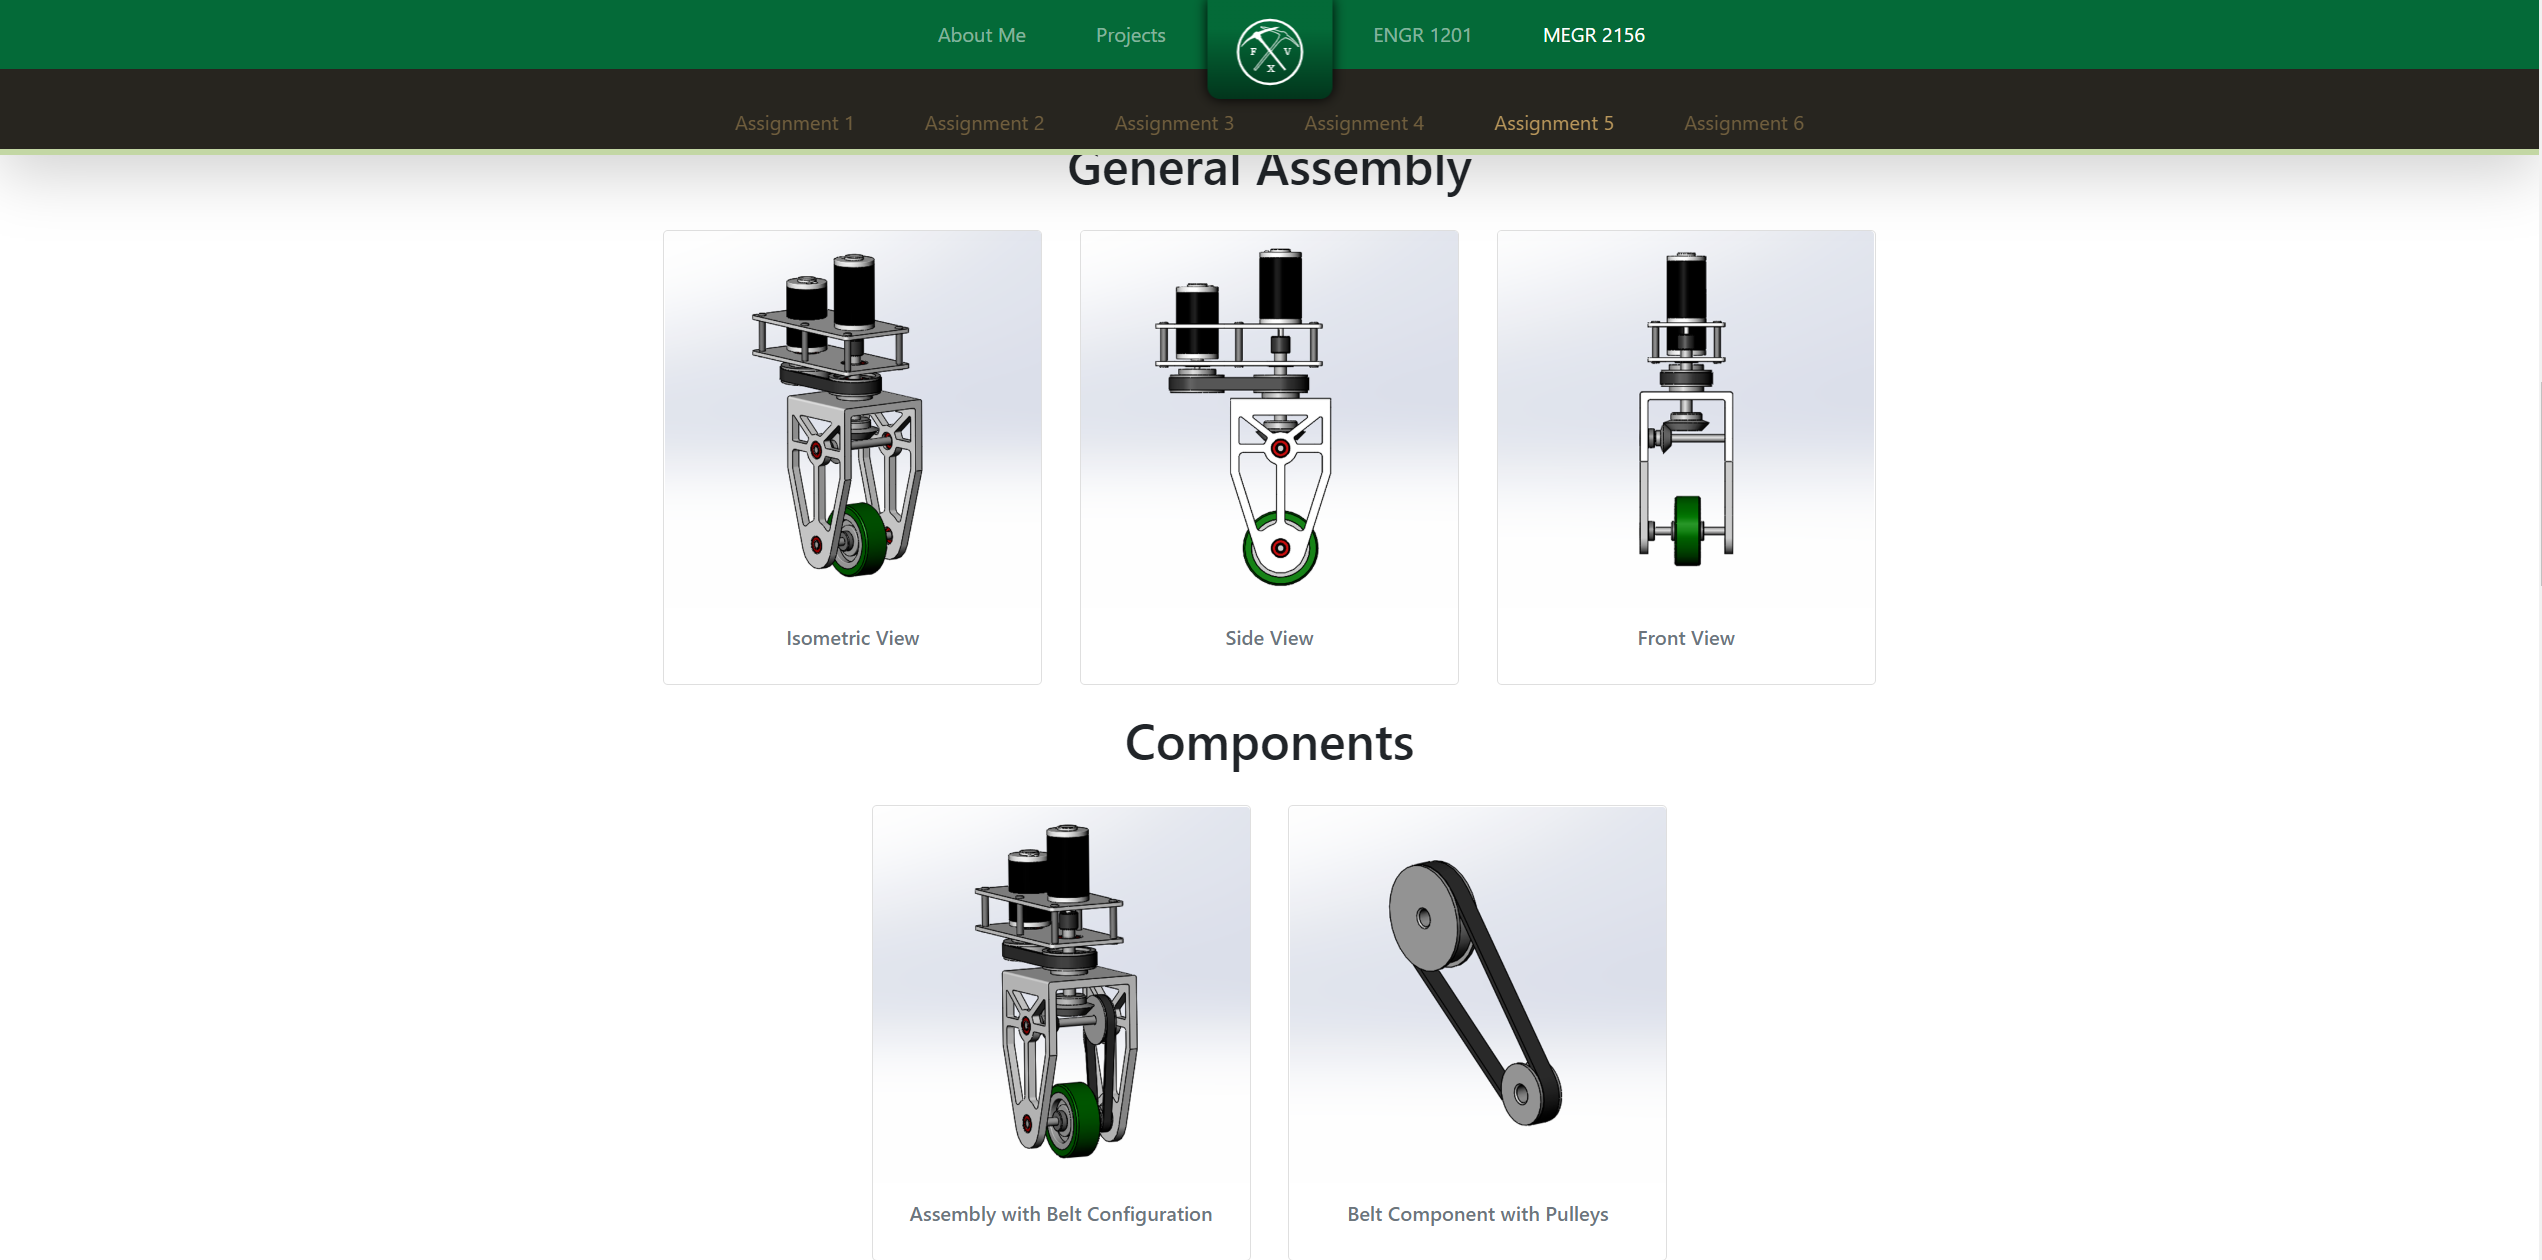 About Me
Projects
F V
X
ENGR 1201
MEGR 2156
Assignment 1
Assignment 2
Assignment 3
Assignment 4
Assignment 5
Assignment 6
General Assembly
Isometric View
Side View
Front View
Components
Assembly with Belt Configuration
Belt Component with Pulleys